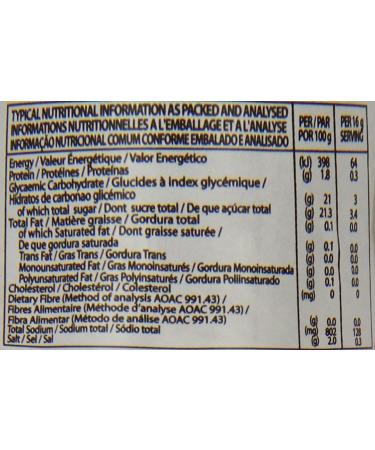 TYPICAL NUTRITIONAL INFORMATION AS PACKED AND ANALYSED
INFORMATIONS NUTRITIONNELLES A L'EMBALLAGE ET A L'ANALYSE
INFORMAÇÃO NUTRICIONAL COMUM CONFORME EMBALADO E ANALISADO
PER/PAR
POR 100g
PER 16 g
SERVING
Energy / Valeur Énergétique / Valor Energético (kJ) 398 64
Protein / Protéines / Proteínas (g) 1.8 0.3
Glycaemic Carbohydrate / Glucides à index glycémique /
Hidratos de carbonao glicémico (g) 21 3
of which total sugar / Dont sucre total / De que açúcar total (g) 21.3 3.4
Total Fat / Matière graisse / Gordura total (g) 0.1 0.0
of which Saturated Fat / Dont graisse saturée /
De que gordura saturada (g) 0.1 0.0
Trans Fat / Gras Trans / Gordura Trans (g) 0.0 0.0
Monounsaturated Fat / Gras Monoinsaturés / Gordura Monoinsaturada (g) 0.0 0.0
Polyunsaturated Fat / Gras Polyinsaturés / Gordura Poliinsaturado (g) 0.1 0.0
Cholesterol / Cholestérol / Colesterol (mg) 0 0
Dietary Fibre (Method of analysis AOAC 991.43) /
Fibres Alimentaire (Méthode d'analyse AOAC 991.43) /
Fibra Alimentar (Método de análise AOAC 991.43) (g) 0.0 0.0
Total Sodium / Sodium total / Sódio total (mg) 802 128
Salt / Sel / Sal (g) 2.0 0.3